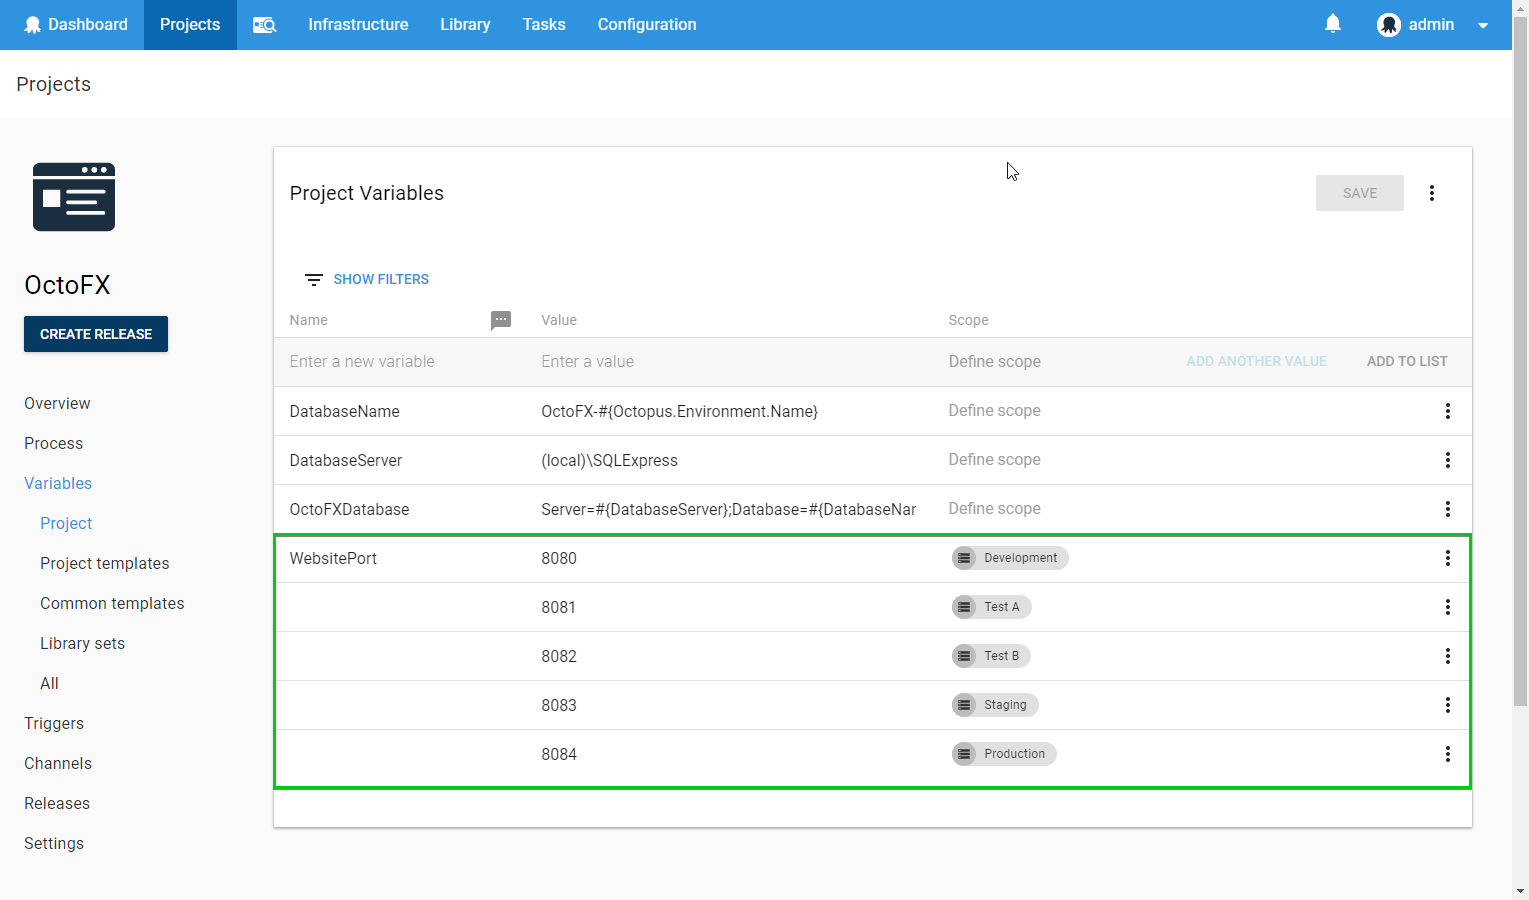 Dashboard Projects Infrastructure Library Tasks Configuration admin
Projects
OctoFX
CREATE RELEASE
Overview
Process
Variables
Project
Project templates
Common templates
Library sets
All
Triggers
Channels
Releases
Settings
Project Variables SAVE
SHOW FILTERS
Name Value Scope
Enter a new variable Enter a value Define scope ADD ANOTHER VALUE ADD TO LIST
DatabaseName OctoFX-#{Octopus.Environment.Name} Define scope
DatabaseServer (local)\SQLExpress Define scope
OctoFXDatabase Server=#{DatabaseServer};Database=#{DatabaseNar Define scope
WebsitePort 8080 Development
8081 Test A
8082 Test B
8083 Staging
8084 Production